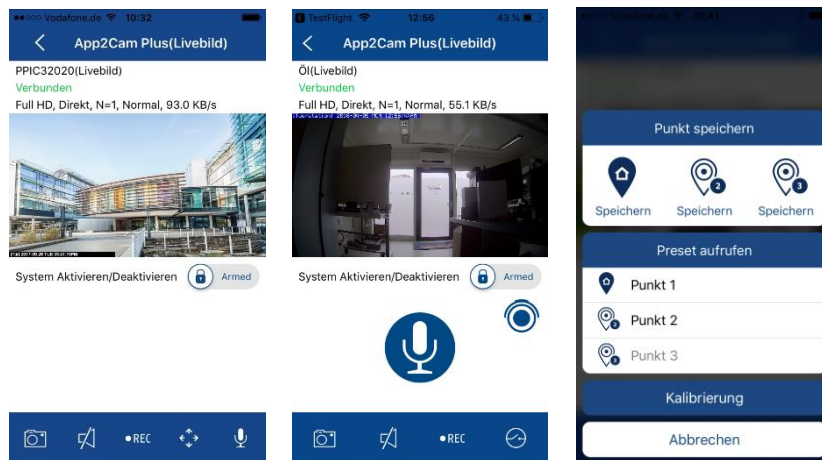 Vodafone.de 10:32
App2Cam Plus(Livebild)
PPIC32020(Livebild)
Verbunden
Full HD, Direkt, N=1, Normal, 93.0 KB/s
System Aktivieren/Deaktivieren Armed
REC
TestFlight 12:56 43 %
App2Cam Plus(Livebild)
Öl(Livebild)
Verbunden
Full HD, Direkt, N=1, Normal, 55.1 KB/s
System Aktivieren/Deaktivieren Armed
REC
Punkt speichern
2 3
Speichern Speichern Speichern
Preset aufrufen
Punkt 1
Punkt 2
Punkt 3
Kalibrierung
Abbrechen